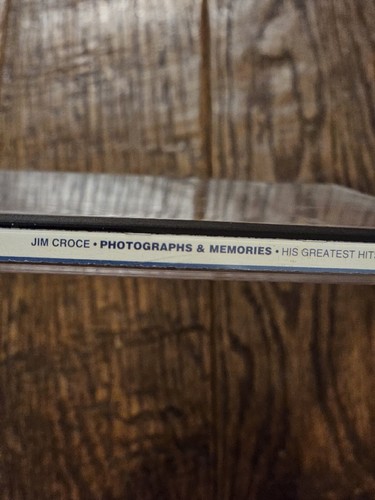 JIM CROCE • PHOTOGRAPHS & MEMORIES • HIS GREATEST HIT